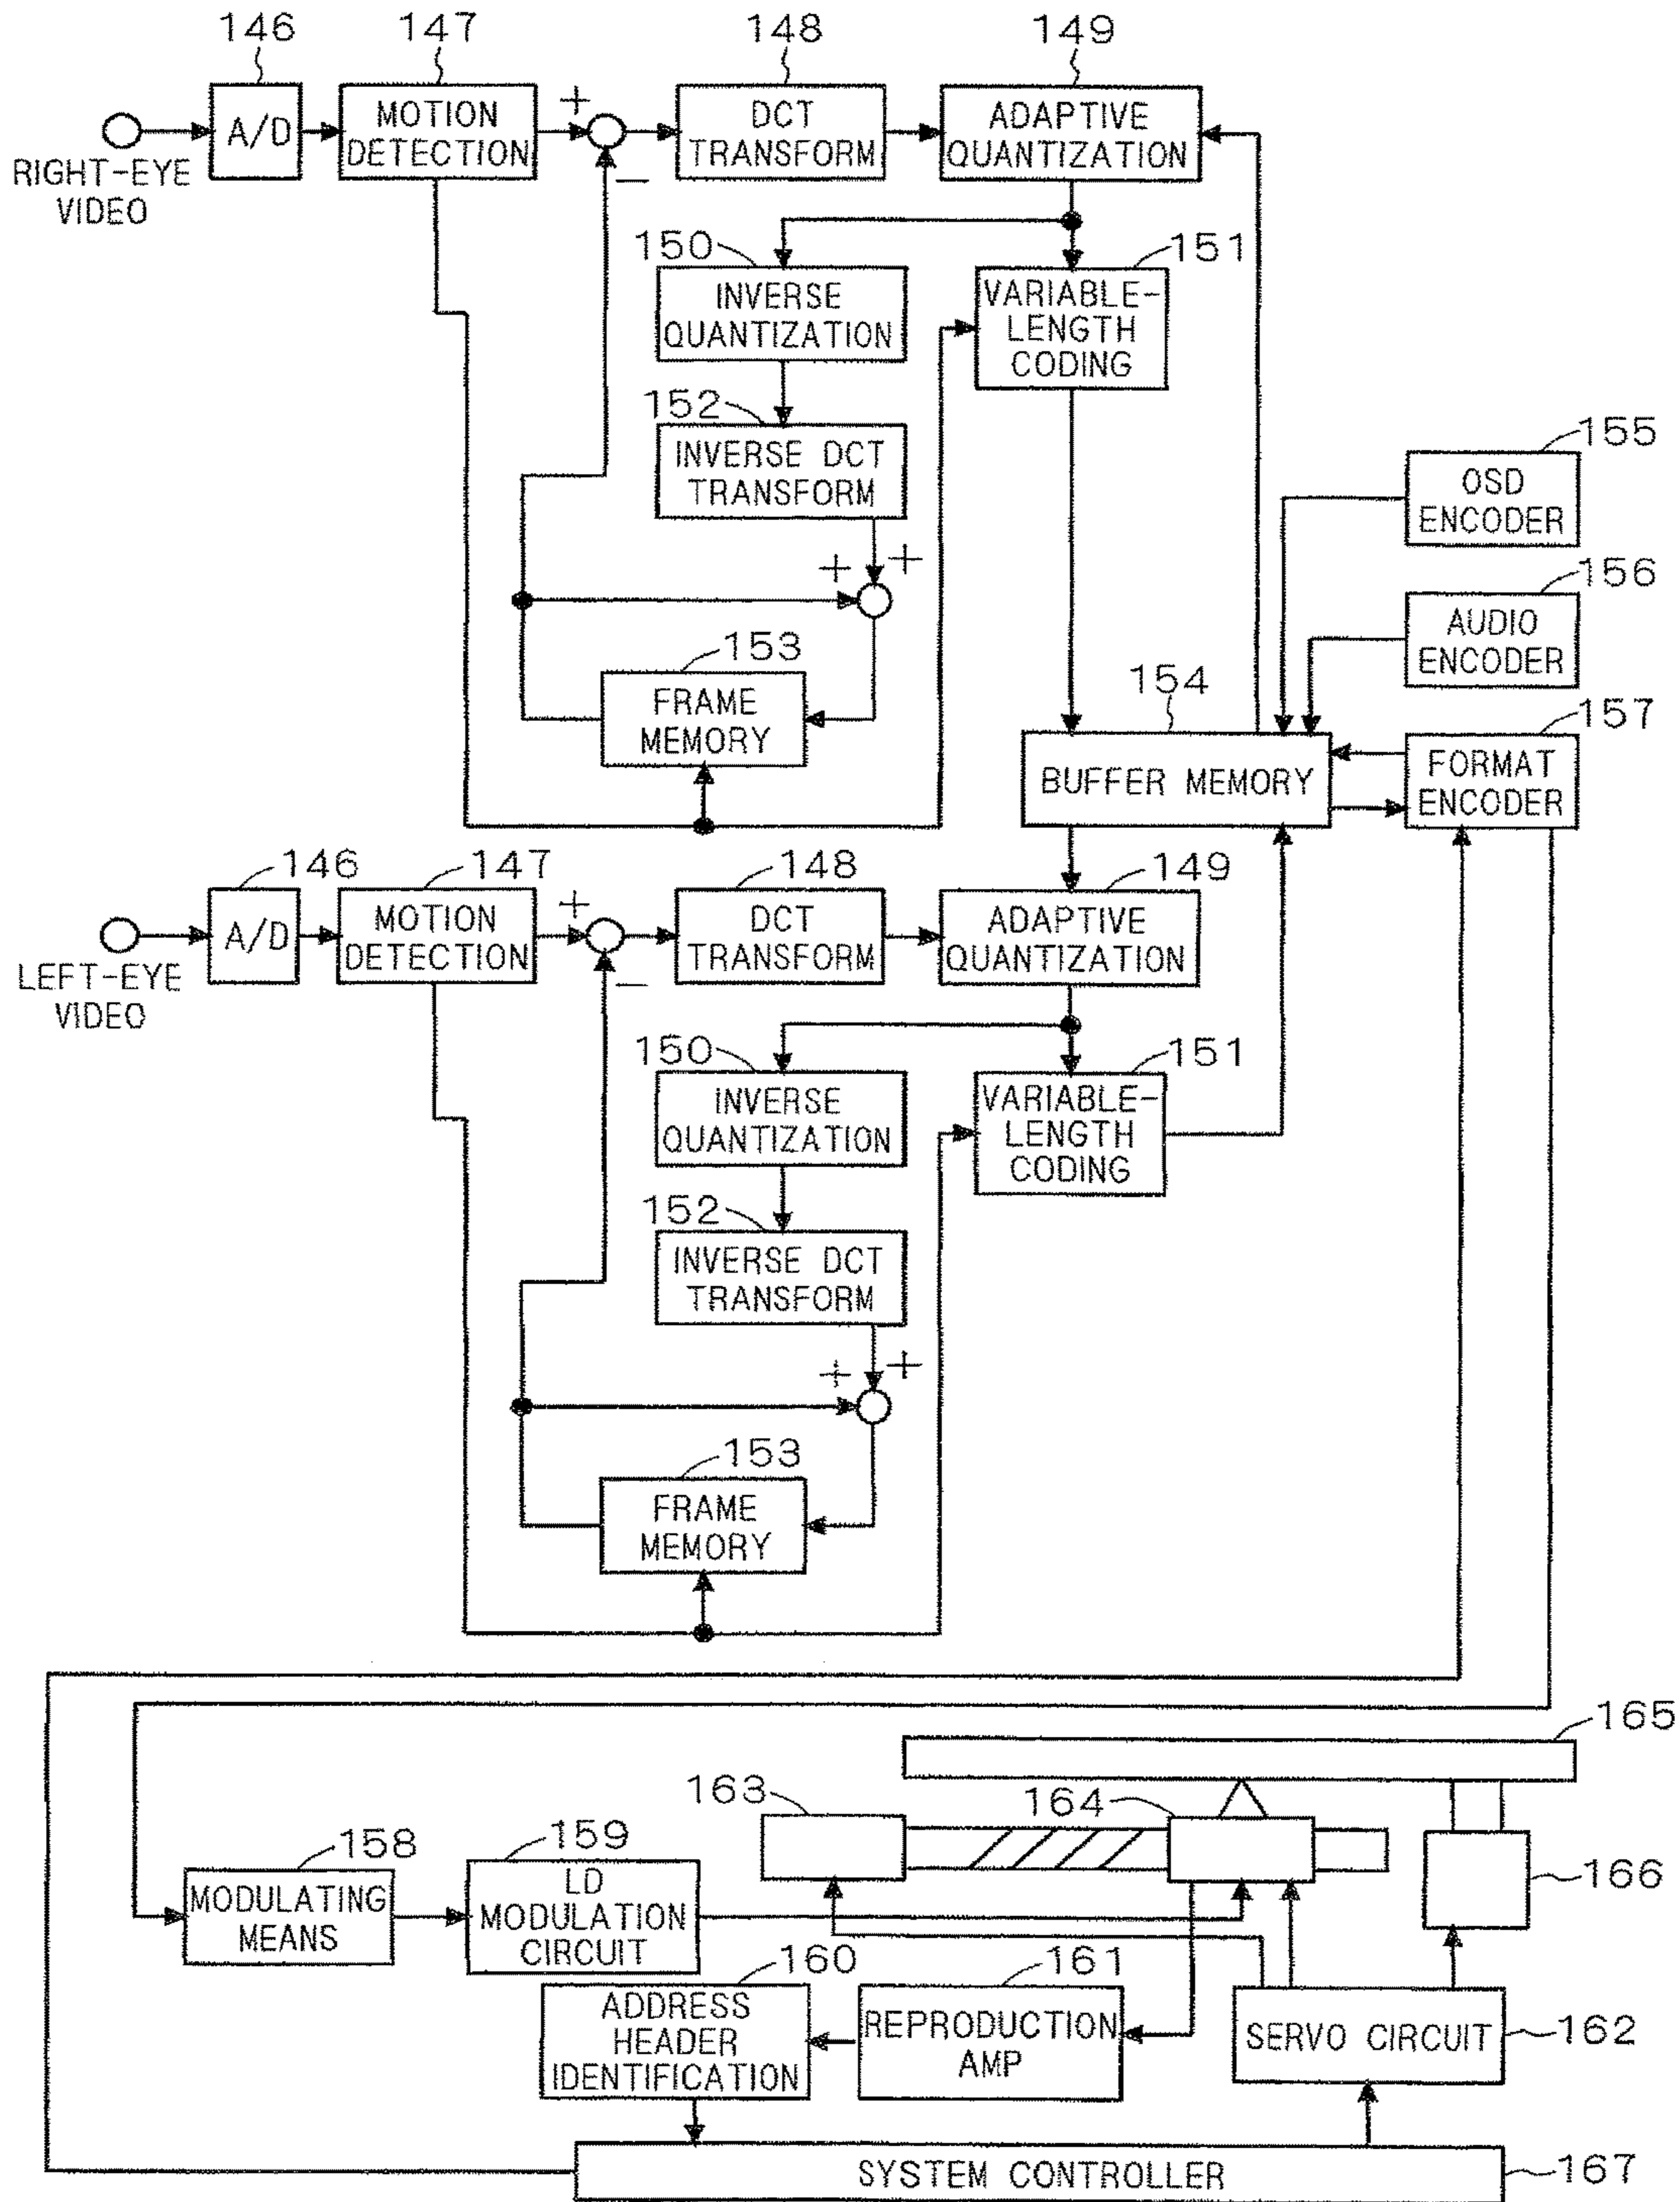 146
147
148
149
A/D
MOTION
DETECTION
+
−
DCT
TRANSFORM
ADAPTIVE
QUANTIZATION
RIGHT-EYE
VIDEO
150
151
INVERSE
QUANTIZATION
VARIABLE-
LENGTH
CODING
152
INVERSE DCT
TRANSFORM
+
+
155
OSD
ENCODER
156
AUDIO
ENCODER
153
FRAME
MEMORY
154
BUFFER MEMORY
157
FORMAT
ENCODER
146
147
148
149
A/D
MOTION
DETECTION
+
−
DCT
TRANSFORM
ADAPTIVE
QUANTIZATION
LEFT-EYE
VIDEO
150
151
INVERSE
QUANTIZATION
VARIABLE-
LENGTH
CODING
152
INVERSE DCT
TRANSFORM
+
+
153
FRAME
MEMORY
165
163
164
166
158
MODULATING
MEANS
159
LD
MODULATION
CIRCUIT
160
ADDRESS
HEADER
IDENTIFICATION
161
REPRODUCTION
AMP
SERVO CIRCUIT
162
SYSTEM CONTROLLER
167